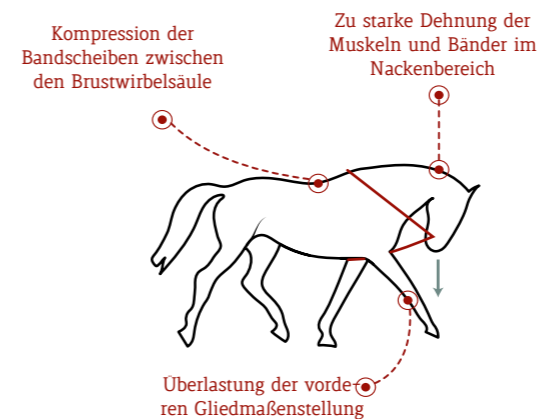 Kompression der
Bandscheiben zwischen
den Brustwirbelsäule
Zu starke Dehnung der
Muskeln und Bänder im
Nackenbereich
Überlastung der vorde-
ren Gliedmaßenstellung